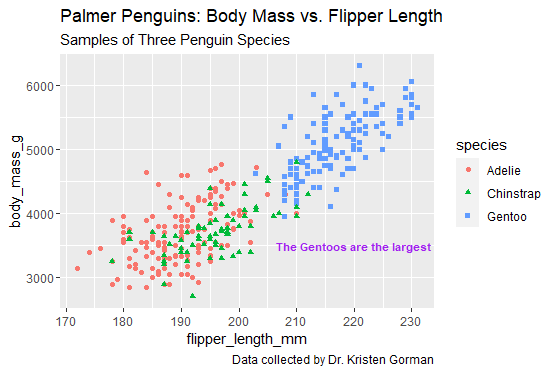 Palmer Penguins: Body Mass vs. Flipper Length
Samples of Three Penguin Species
body_mass_g
6000
5000
4000
3000
The Gentoos are the largest
170 180 190 200 210 220 230
flipper_length_mm
Data collected by Dr. Kristen Gorman
species
Adelie
Chinstrap
Gentoo